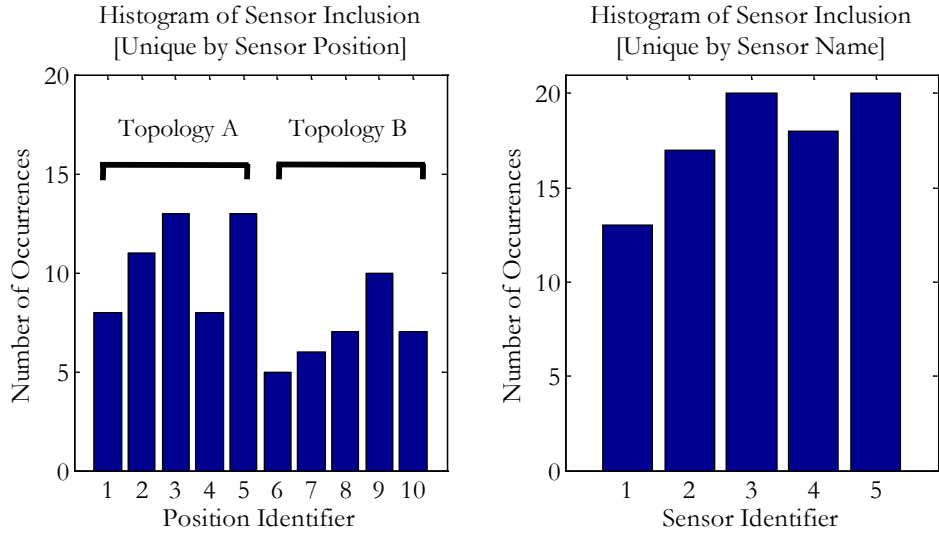 Histogram of Sensor Inclusion
[Unique by Sensor Position]
20
15
10
5
0
Number of Occurrences
Topology A
Topology B
1 2 3 4 5 6 7 8 9 10
Position Identifier
Histogram of Sensor Inclusion
[Unique by Sensor Name]
20
15
10
5
0
Number of Occurrences
1 2 3 4 5
Sensor Identifier